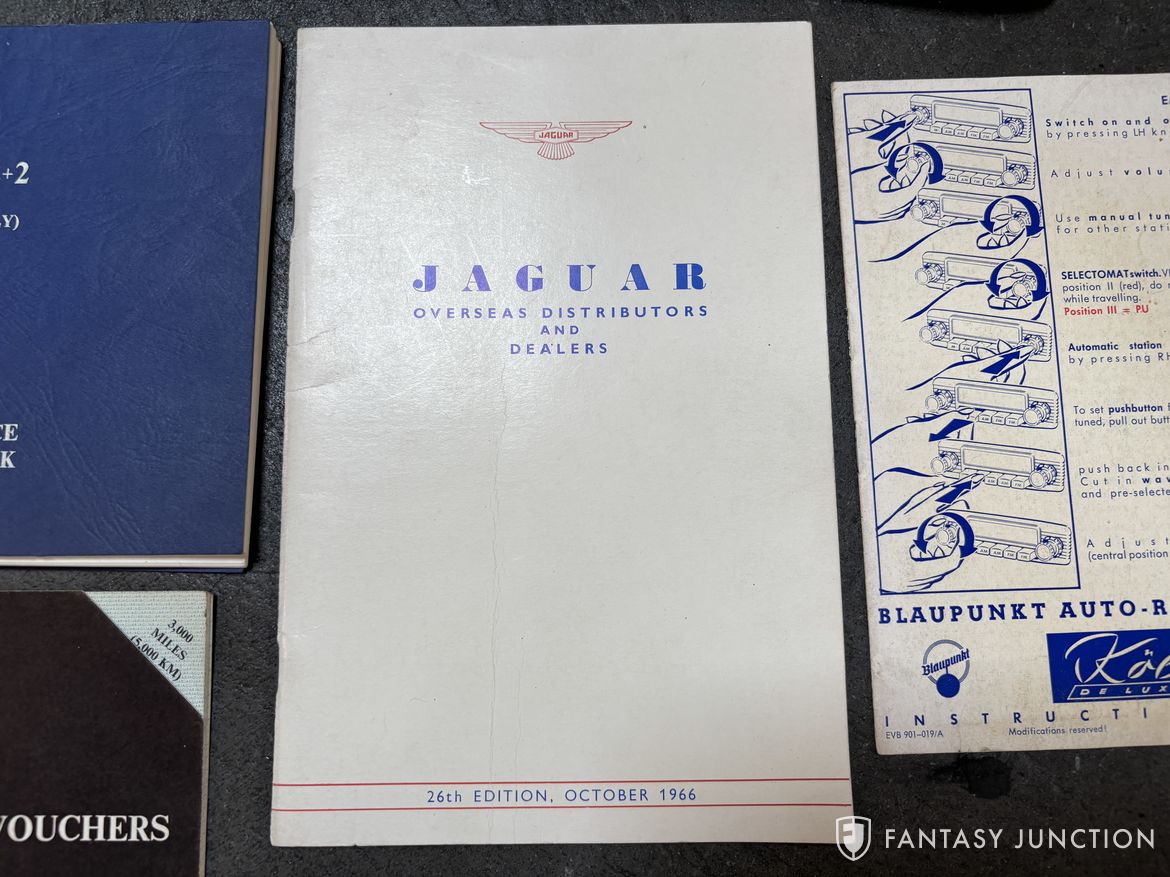 +2
LY)
CE
K
3,000
MILES
(5,000 KM)
VOUCHERS
JAGUAR
JAGUAR
OVERSEAS DISTRIBUTORS
AND
DEALERS
26th EDITION, OCTOBER 1966
Switch on and o
by pressing LH kn
Adjust volu
Use manual tun
for other stati
SELECTOMAT switch. V
position II (red), do
while travelling.
Position III = PU
Automatic station
by pressing RH
To set pushbutton
tuned, pull out butt
push back in
Cut in wav
and pre-selecte
Adjust
(central position
BLAUPUNKT AUTO-R
Blaupunkt
Kö
DE LUX
INSTRUCTI
EVB 901-019/A
Modifications reserved!
FANTASY JUNCTION